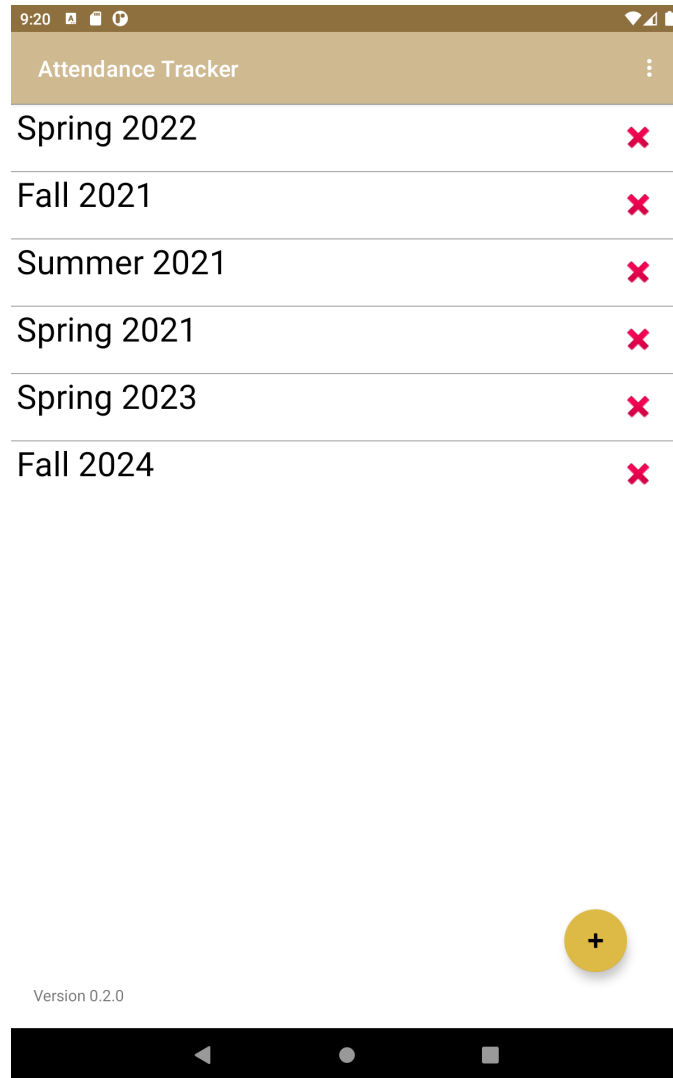 9:20
Attendance Tracker
Spring 2022
Fall 2021
Summer 2021
Spring 2021
Spring 2023
Fall 2024
+
Version 0.2.0